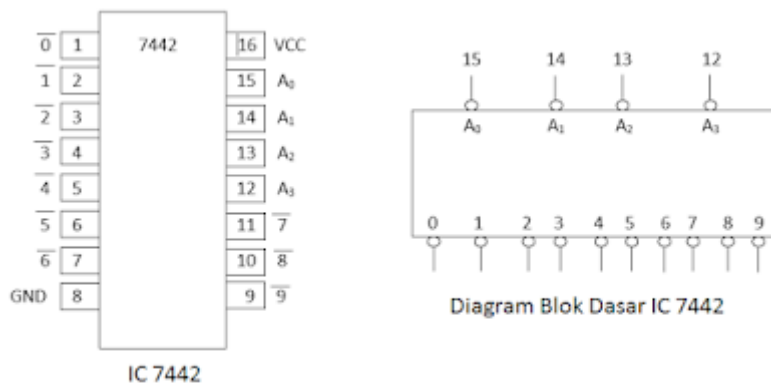 7442
0 1 16 VCC
1 2 15 A₀
2 3 14 A₁
3 4 13 A₂
4 5 12 A₃
5 6 11 7
6 7 10 8
GND 8 9 9
IC 7442
15 14 13 12
A₀ A₁ A₂ A₃
0 1 2 3 4 5 6 7 8 9
Diagram Blok Dasar IC 7442